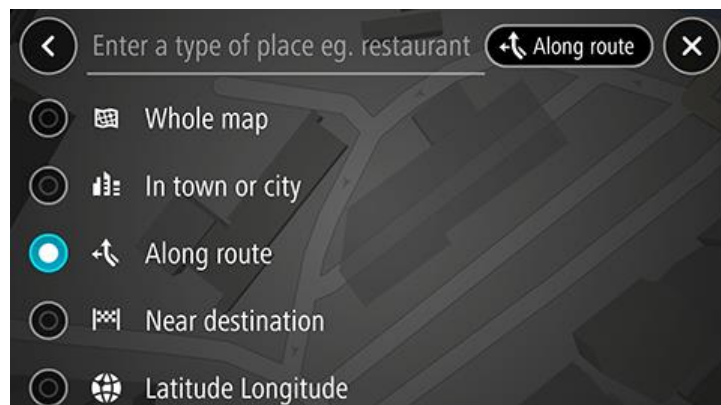 Enter a type of place eg. restaurant Along route
Whole map
In town or city
Along route
Near destination
Latitude Longitude